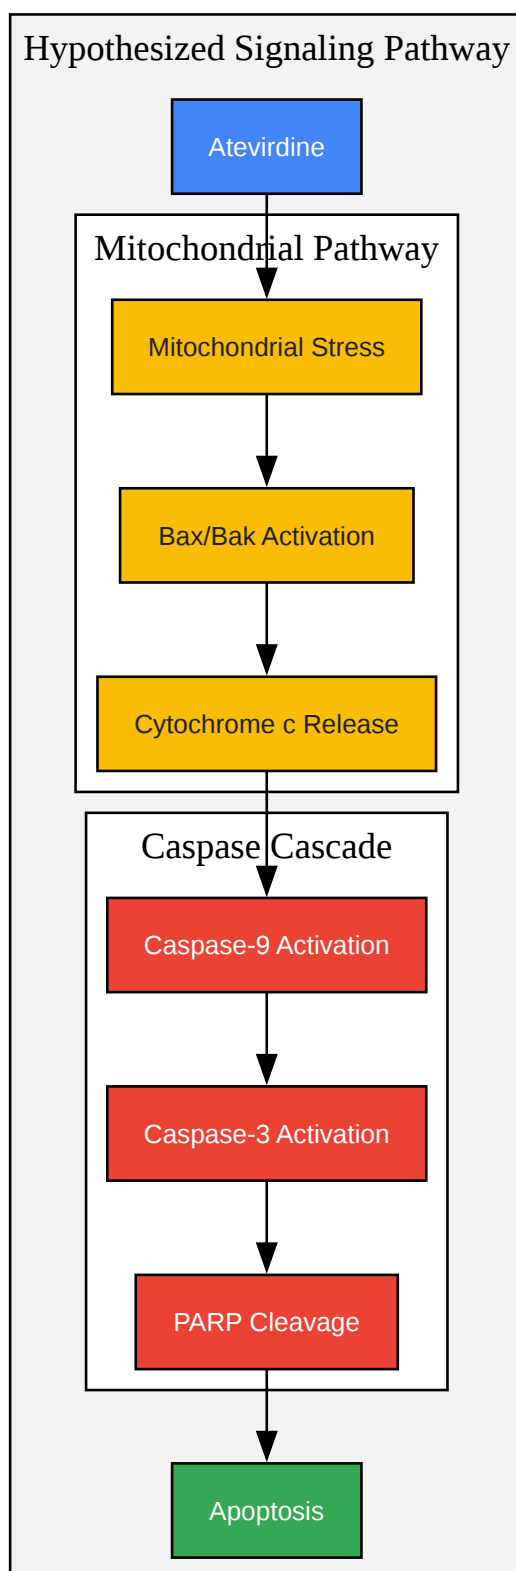 Hypothesized Signaling Pathway
Atevirdine
Mitochondrial Pathway
Mitochondrial Stress
Bax/Bak Activation
Cytochrome c Release
Caspase Cascade
Caspase-9 Activation
Caspase-3 Activation
PARP Cleavage
Apoptosis